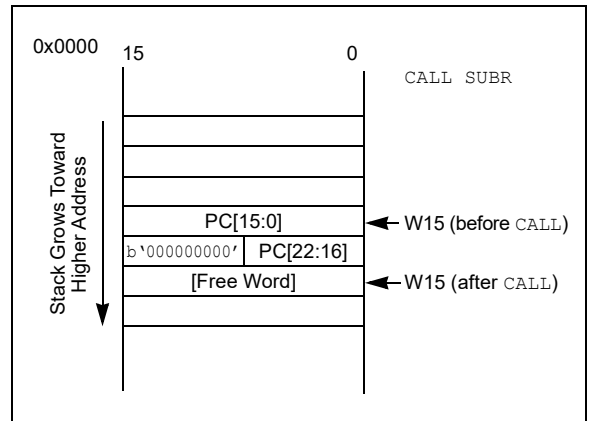 0x0000
15 0
CALL SUBR
Stack Grows Toward
Higher Address
PC[15:0]
W15 (before CALL)
b‘000000000’ PC[22:16]
[Free Word]
W15 (after CALL)